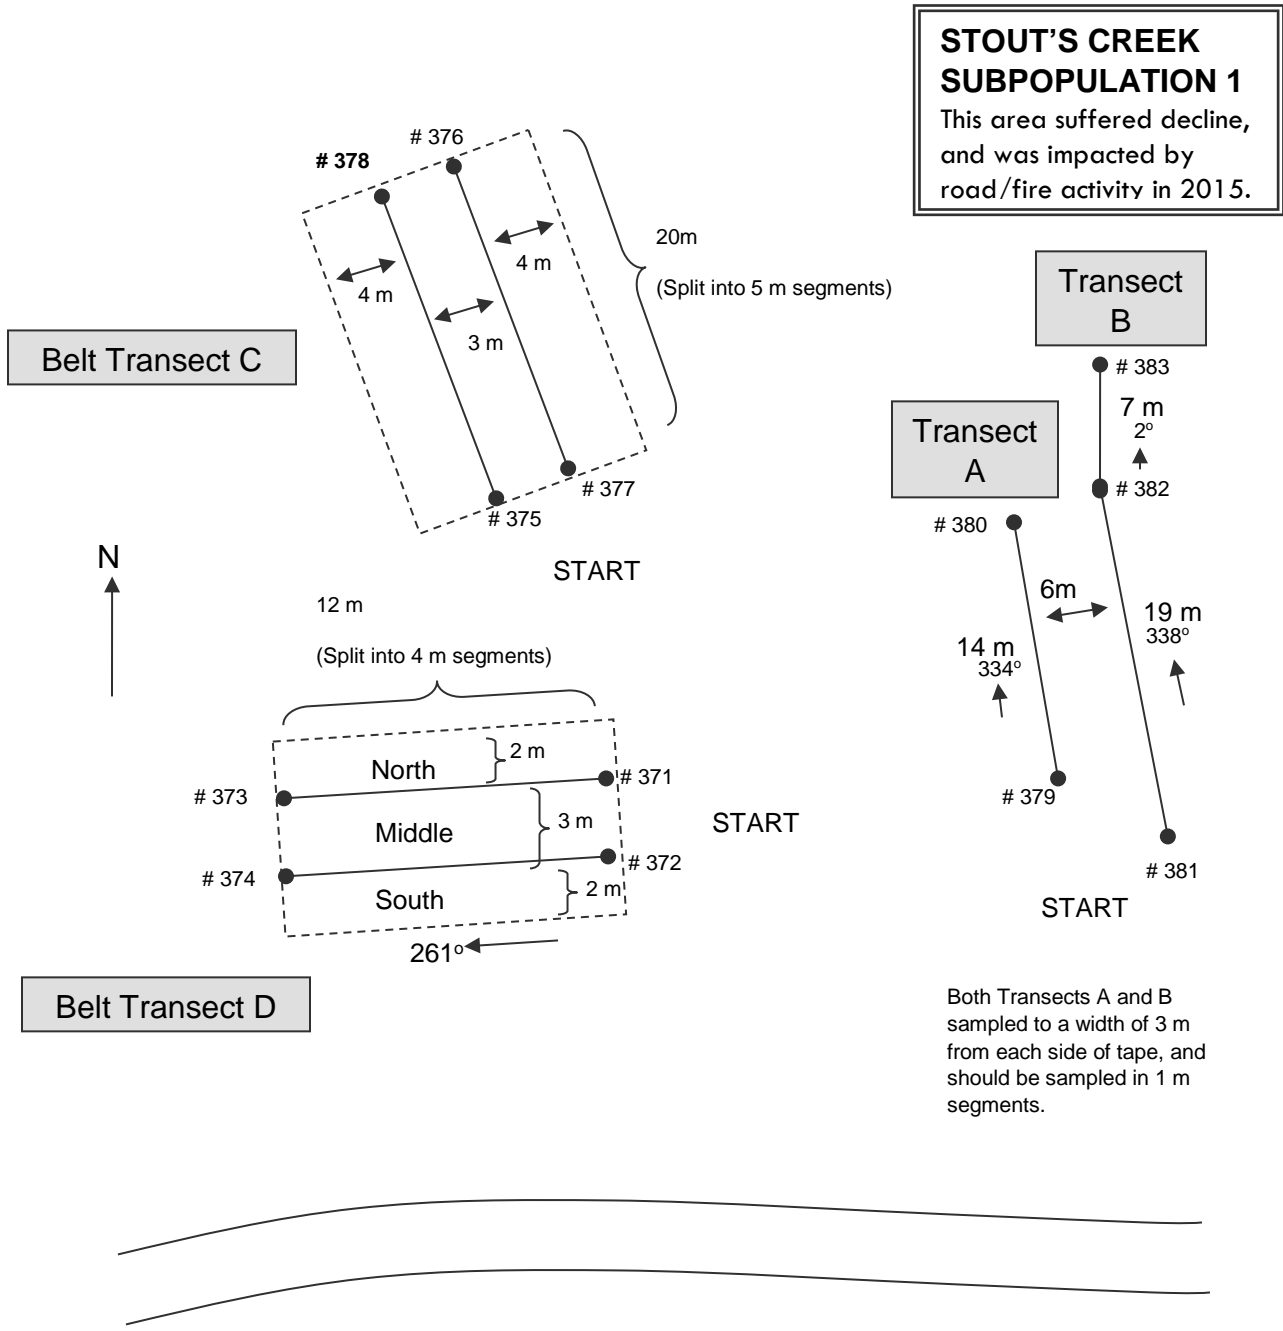 STOUT’S CREEK
SUBPOPULATION 1
This area suffered decline,
and was impacted by
road/fire activity in 2015.
# 376
# 378
20m
(Split into 5 m segments)
4 m
4 m
3 m
Belt Transect C
# 377
# 375
START
N
Transect
B
# 383
7 m
2º
# 382
Transect
A
# 380
6m
19 m
338º
14 m
334º
# 379
# 381
START
12 m
(Split into 4 m segments)
2 m
North
# 371
# 373
3 m
Middle
START
# 372
# 374
2 m
South
261º
Belt Transect D
Both Transects A and B
sampled to a width of 3 m
from each side of tape, and
should be sampled in 1 m
segments.